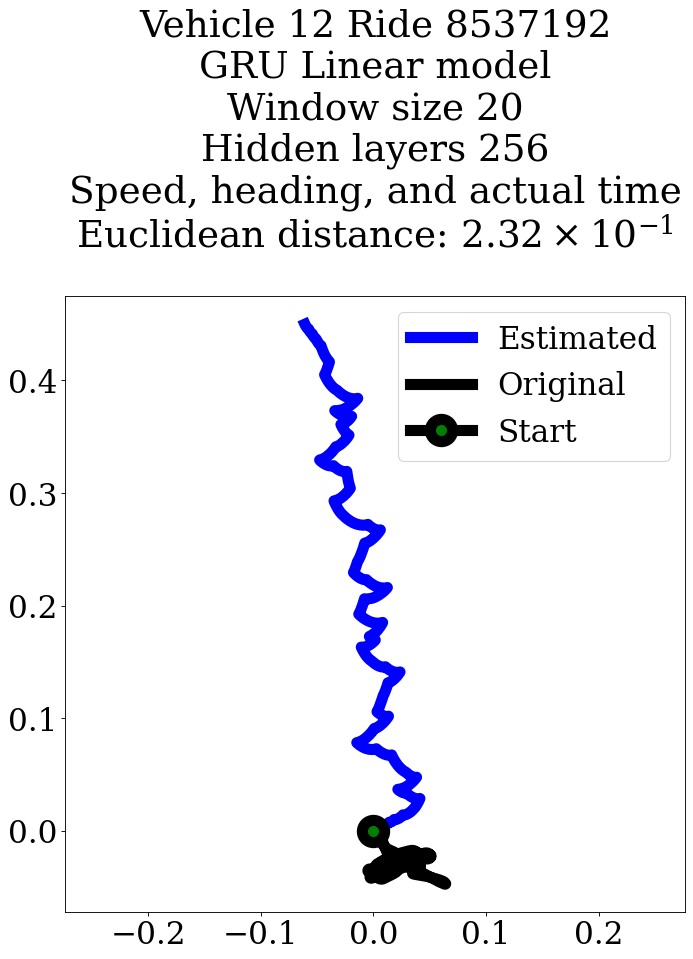 Vehicle 12 Ride 8537192
GRU Linear model
Window size 20
Hidden layers 256
Speed, heading, and actual time
Euclidean distance: 2.32 × 10⁻¹
Estimated
Original
Start
0.4
0.3
0.2
0.1
0.0
−0.2 −0.1 0.0 0.1 0.2